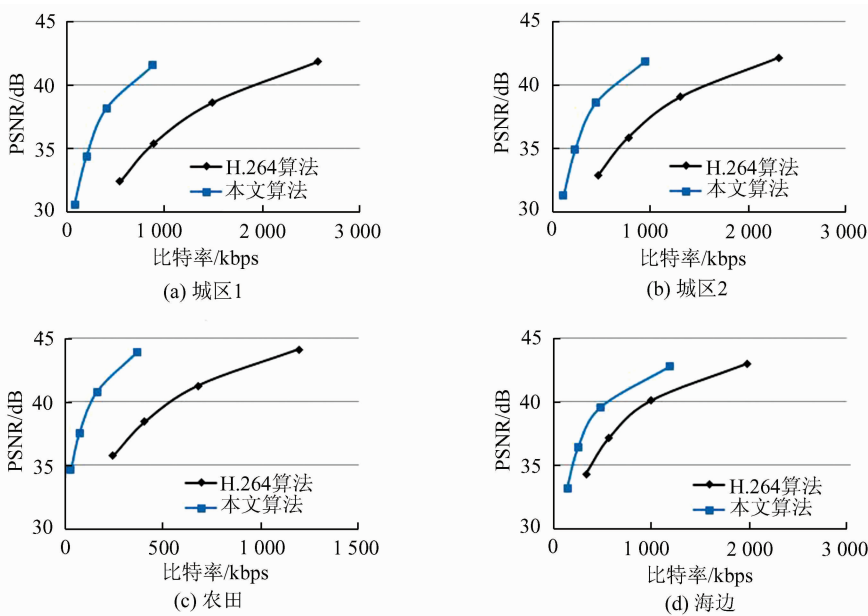 45
40
35
30
PSNR/dB
H.264算法
本文算法
0 1 000 2 000 3 000
比特率/kbps
(a) 城区1
45
40
35
30
PSNR/dB
H.264算法
本文算法
0 1 000 2 000 3 000
比特率/kbps
(b) 城区2
45
40
35
30
PSNR/dB
H.264算法
本文算法
0 500 1 000 1 500
比特率/kbps
(c) 农田
45
40
35
30
PSNR/dB
H.264算法
本文算法
0 1 000 2 000 3 000
比特率/kbps
(d) 海边